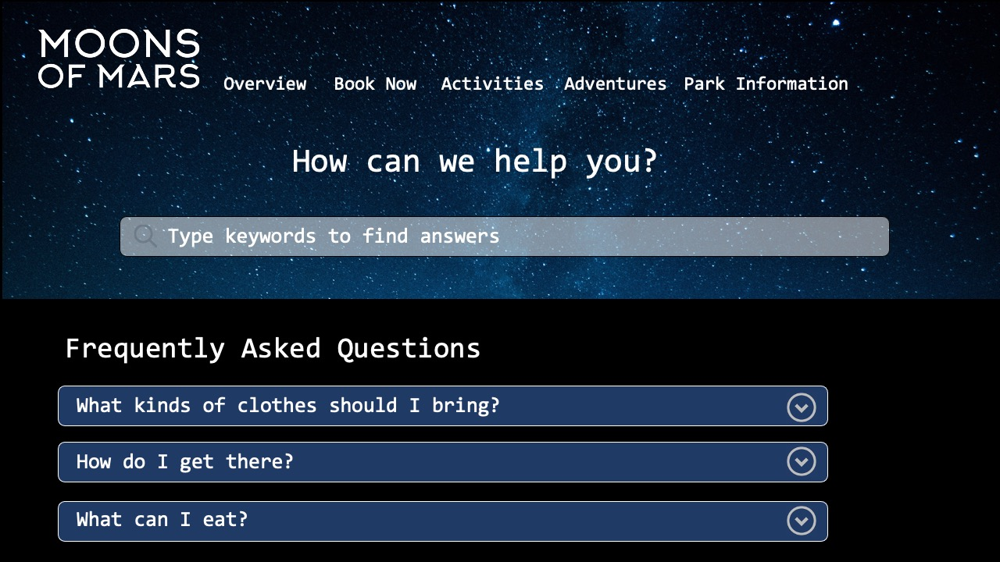 MOONS
OF MARS
Overview Book Now Activities Adventures Park Information
How can we help you?
Type keywords to find answers
Frequently Asked Questions
What kinds of clothes should I bring?
How do I get there?
What can I eat?